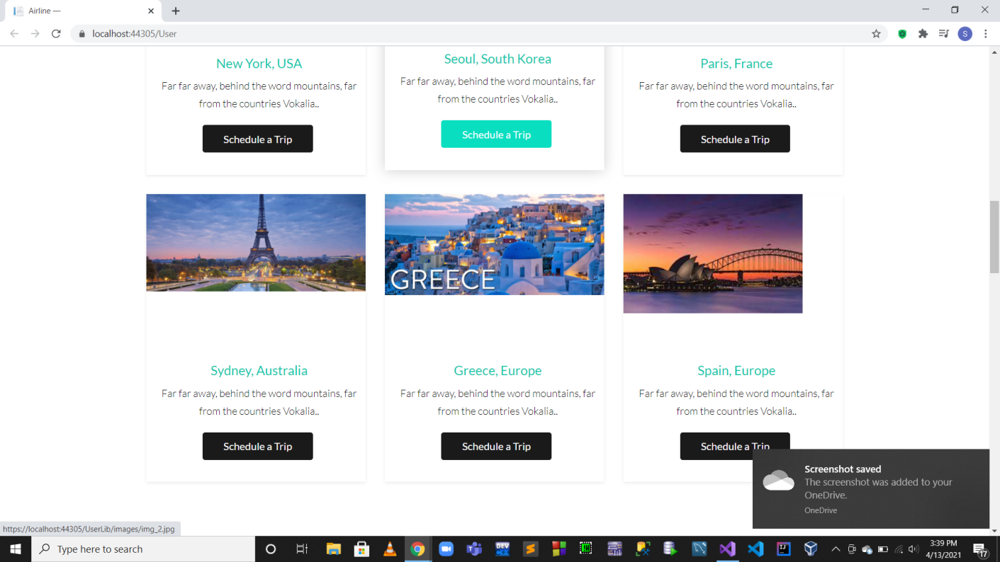 Airline —
localhost:44305/User
S
New York, USA
Far far away, behind the word mountains, far
from the countries Vokalia..
Schedule a Trip
Seoul, South Korea
Far far away, behind the word mountains, far
from the countries Vokalia..
Schedule a Trip
Paris, France
Far far away, behind the word mountains, far
from the countries Vokalia..
Schedule a Trip
GREECE
Sydney, Australia
Far far away, behind the word mountains, far
from the countries Vokalia..
Schedule a Trip
Greece, Europe
Far far away, behind the word mountains, far
from the countries Vokalia..
Schedule a Trip
Spain, Europe
Far far away, behind the word mountains, far
from the countries Vokalia..
Schedule a Trip
Screenshot saved
The screenshot was added to your
OneDrive.
OneDrive
https://localhost:44305/UserLib/images/img_2.jpg
Type here to search
DEV
3:39 PM
4/13/2021
17